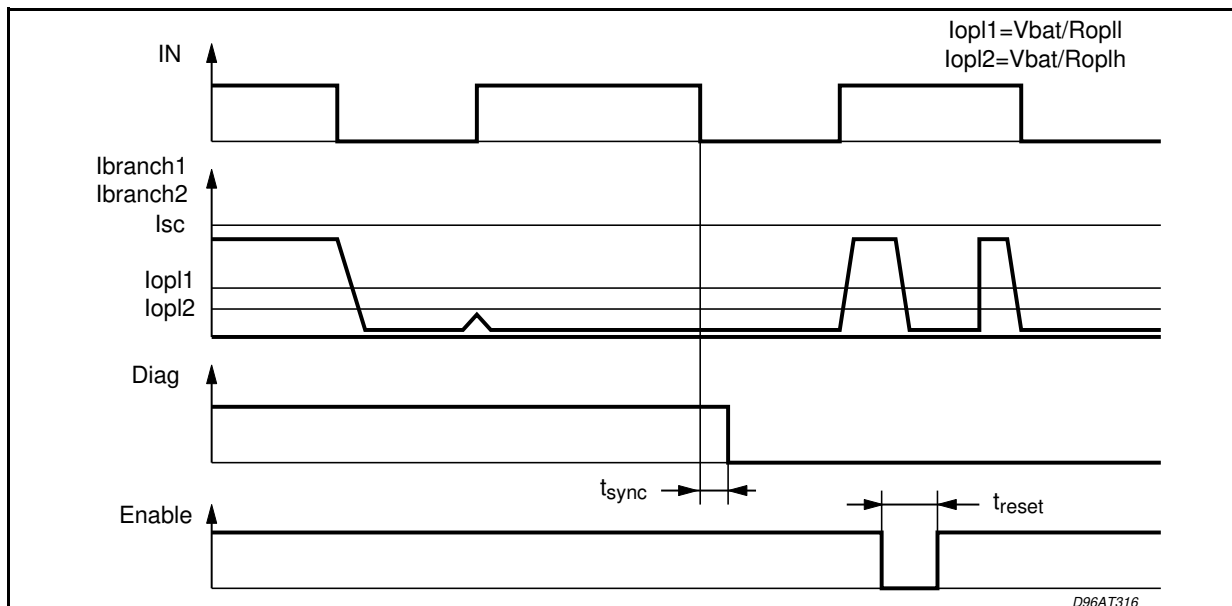 Iopl1=Vbat/Ropll
Iopl2=Vbat/Roplh
IN
Ibranch1
Ibranch2
Isc
Iopl1
Iopl2
Diag
tsync
Enable
treset
D96AT316